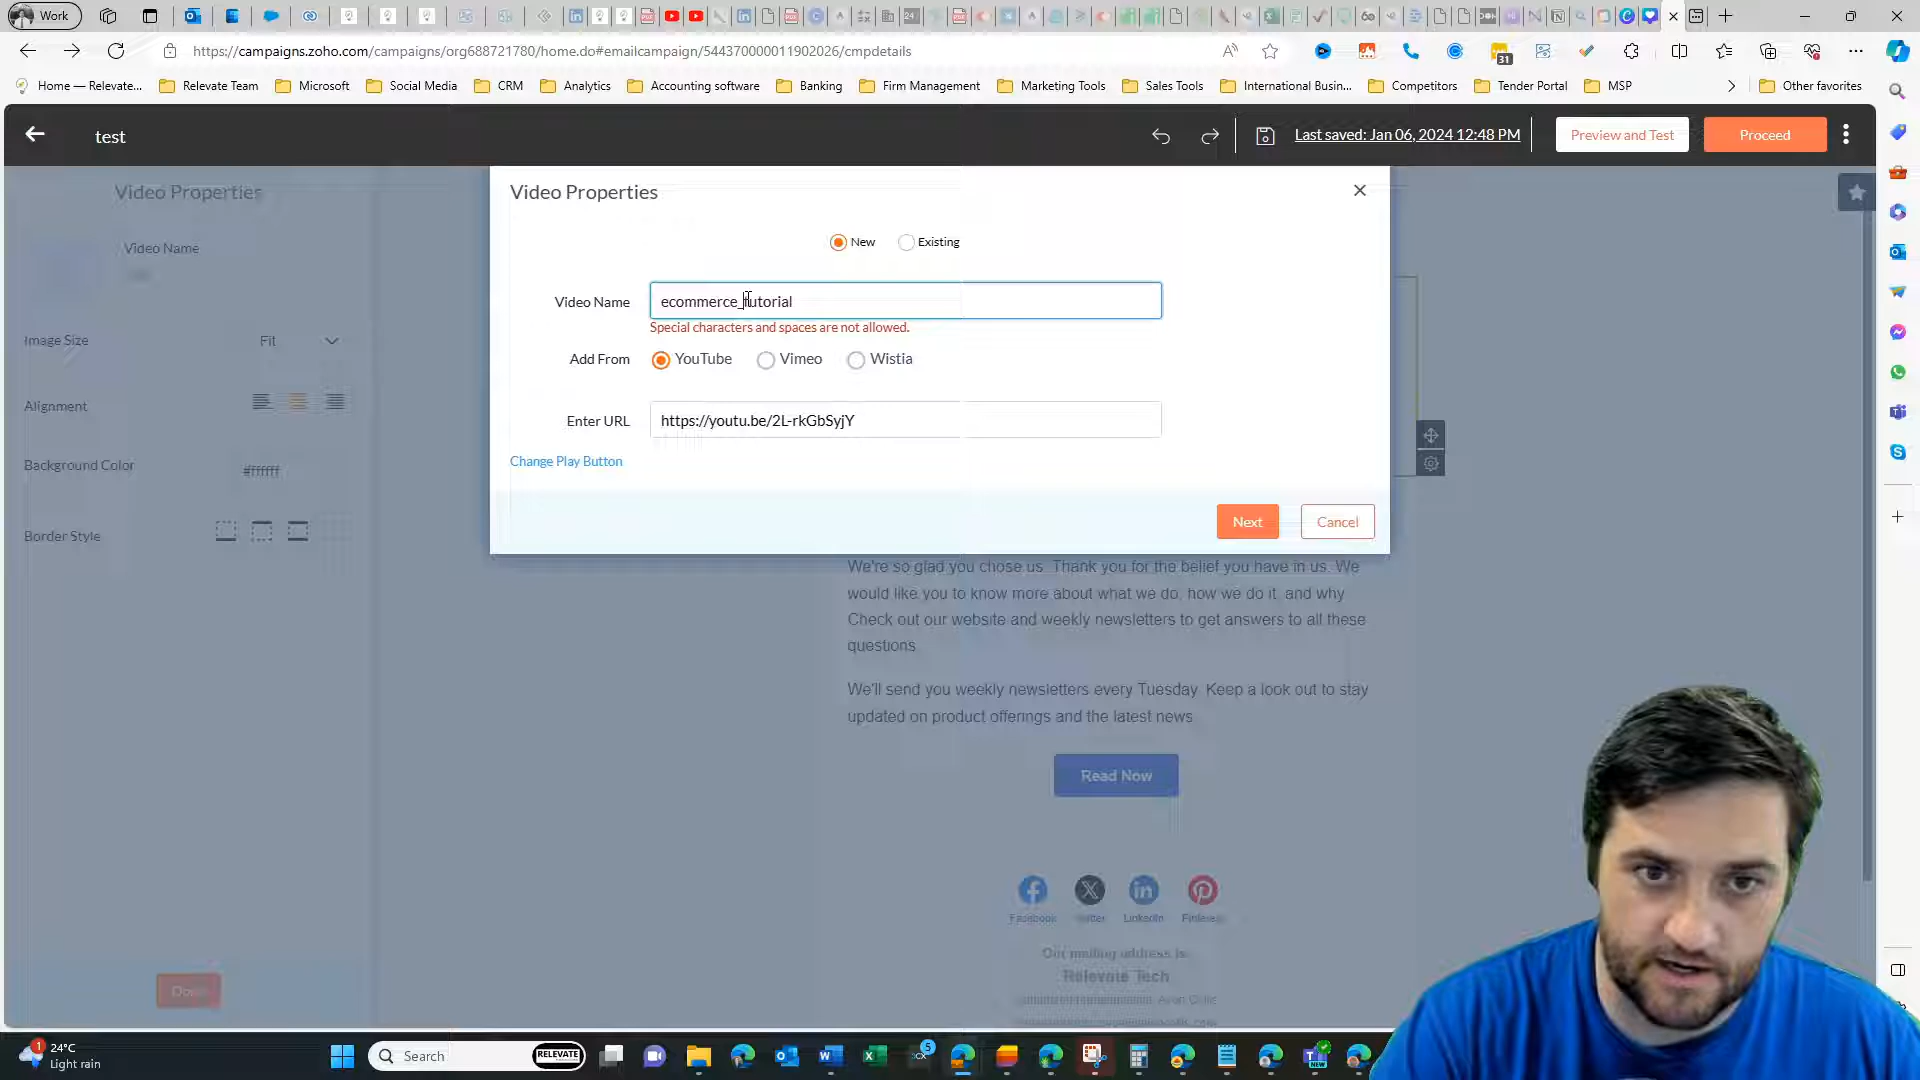 Work
https://campaigns.zoho.com/campaigns/org688721780/home.do#emailcampaign/544370000011902026/cmpdetails
31
Home — Relevate...
Relevate Team
Microsoft
Social Media
CRM
Analytics
Accounting software
Banking
Firm Management
Marketing Tools
Sales Tools
International Busin...
Competitors
Tender Portal
MSP
Other favorites
test
Last saved: Jan 06, 2024 12:48 PM
Preview and Test
Proceed
Video Properties
Video Name
Image Size
Fit
Alignment
Background Color
#ffffff
Border Style
Video Properties
New
Existing
Video Name
ecommerce_tutorial
Special characters and spaces are not allowed.
Add From
YouTube
Vimeo
Wistia
Enter URL
https://youtu.be/2L-rkGbSyjY
Change Play Button
Next
Cancel
We're so glad you chose us. Thank you for the belief you have in us. We
would like you to know more about what we do, how we do it, and why
Check out our website and weekly newsletters to get answers to all these
questions.
We'll send you weekly newsletters every Tuesday. Keep a look out to stay
updated on product offerings and the latest news.
Read Now
Facebook
Twitter
LinkedIn
Our mailing address is:
Relevate Tech
1
24°C
Light rain
Search
RELEVATE
5
NEW